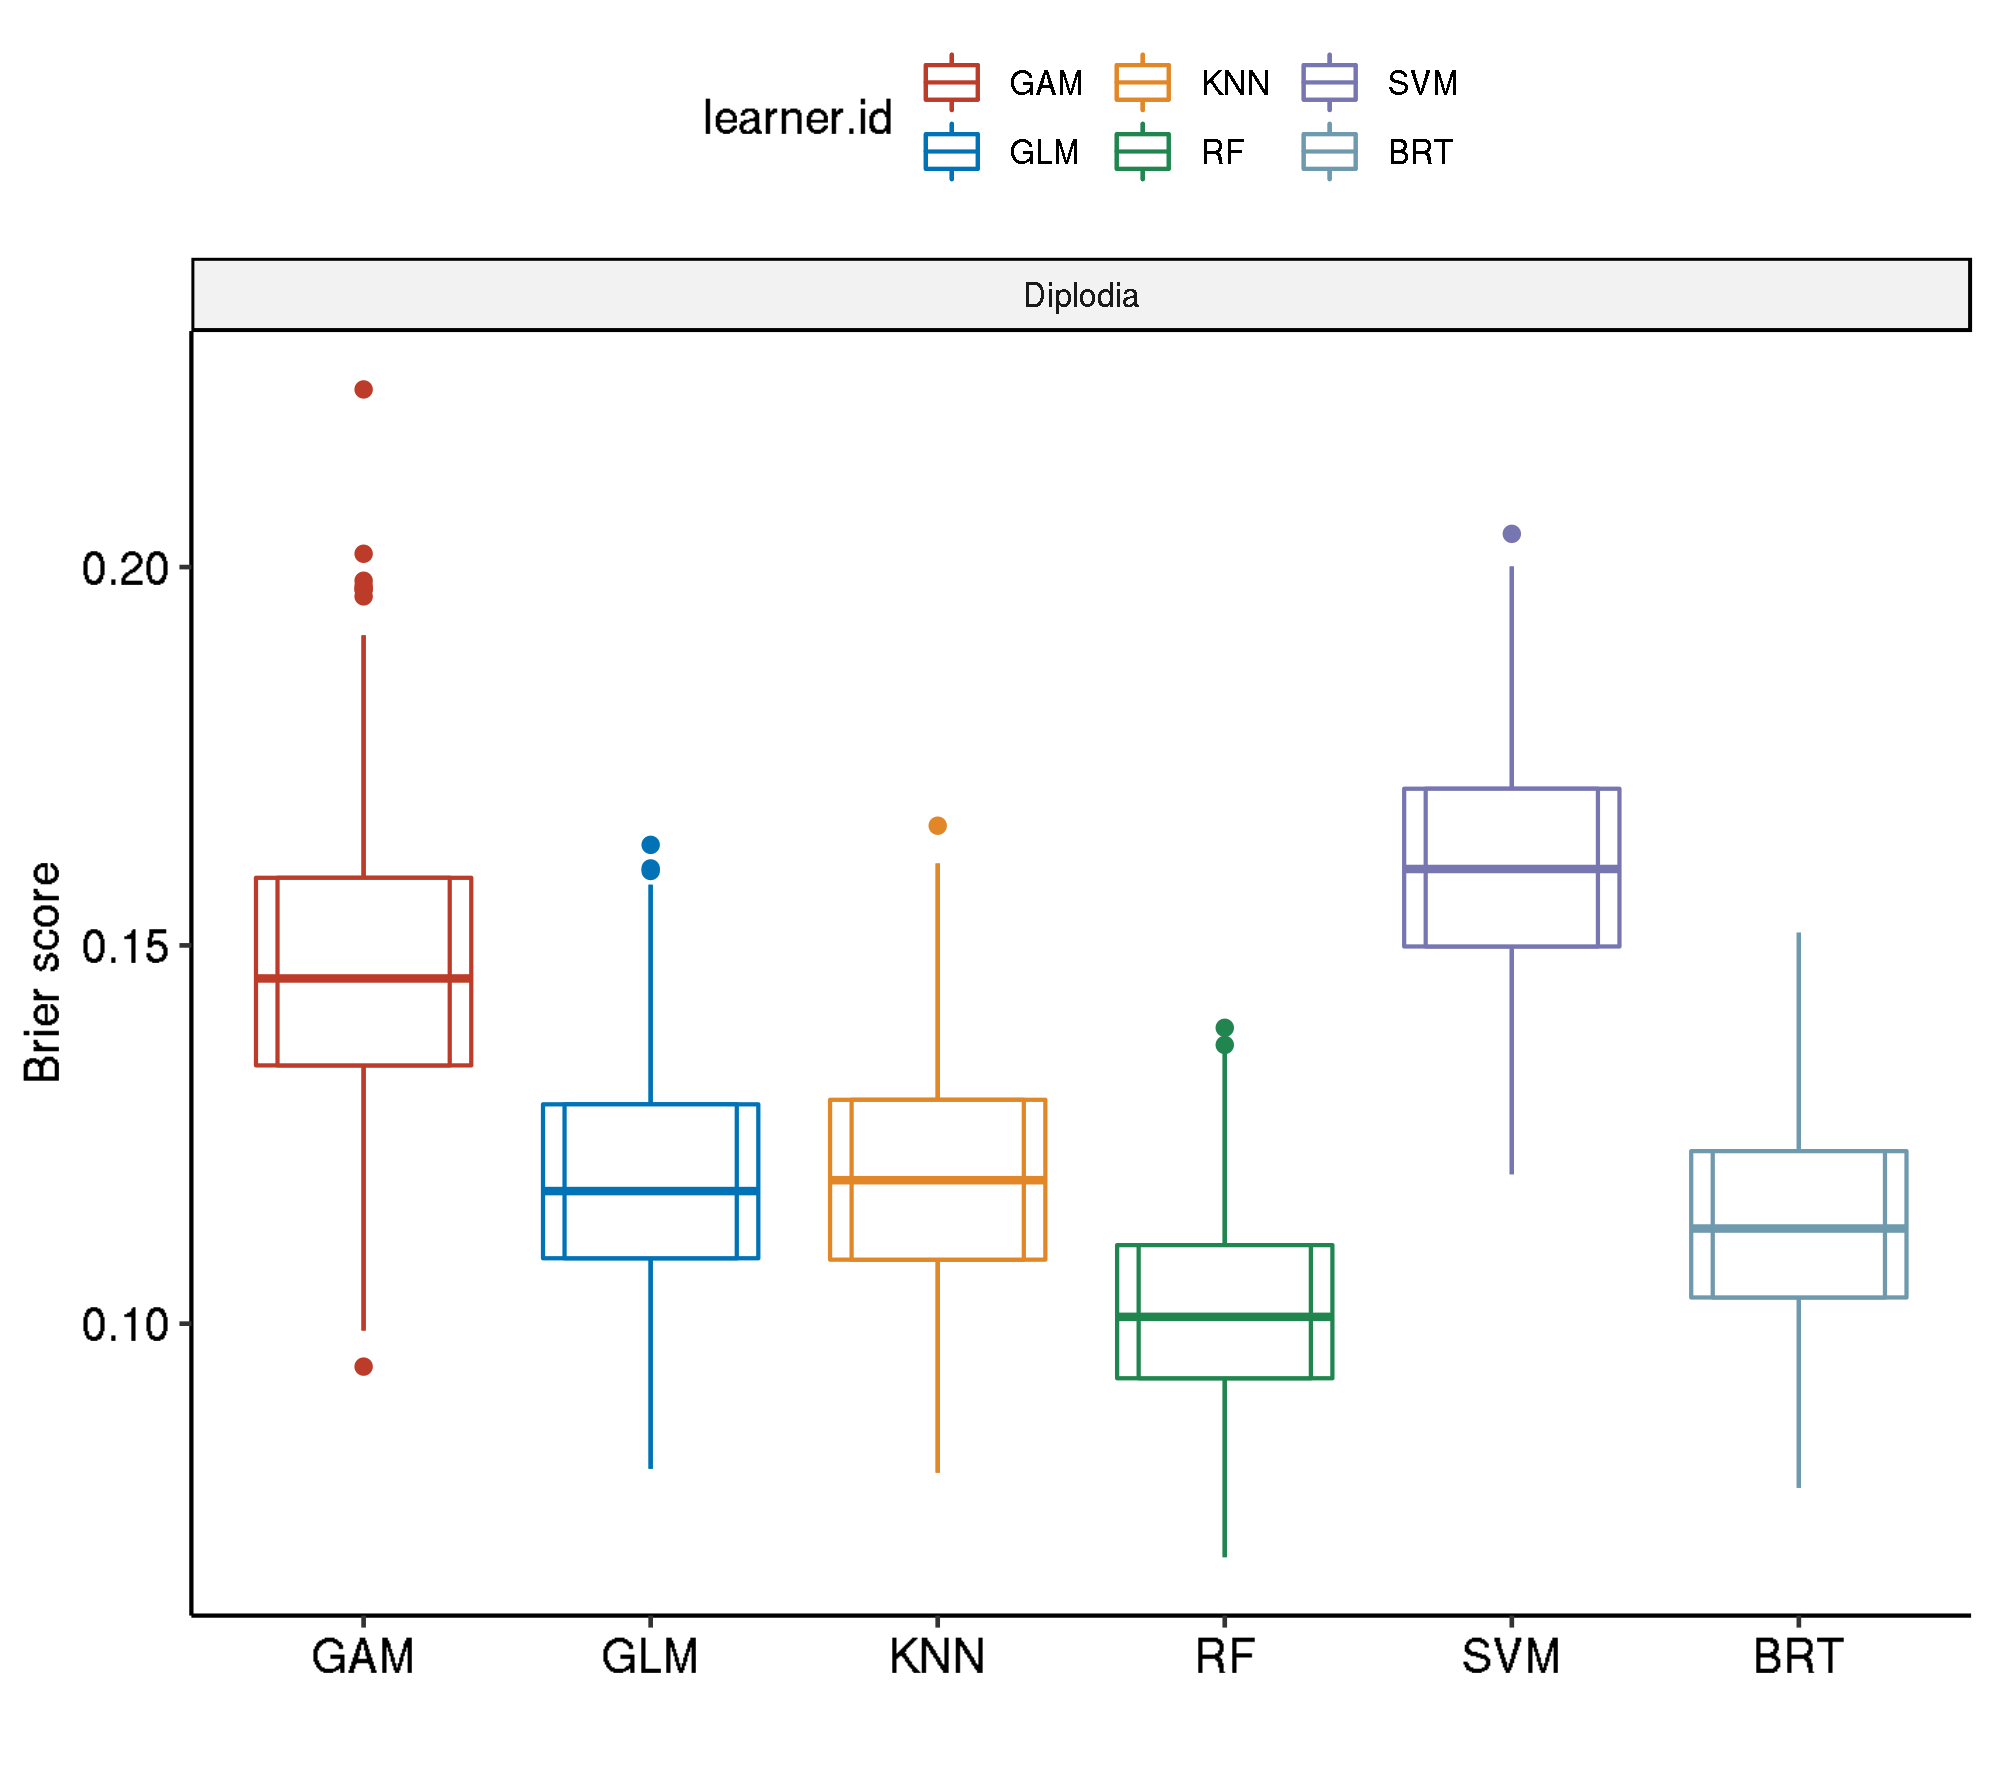 learner.id
GAM KNN SVM
GLM RF BRT
Diplodia
Brier score
0.20
0.15
0.10
GAM GLM KNN RF SVM BRT